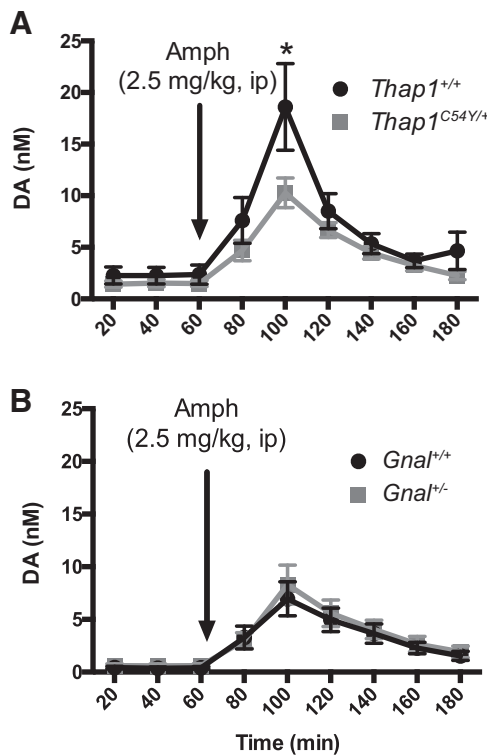 A
Amph
(2.5 mg/kg, ip)
*
Thap1+/+
Thap1C54Y/+
DA (nM)
25
20
15
10
5
0
20 40 60 80 100 120 140 160 180
B
Amph
(2.5 mg/kg, ip)
Gnal+/+
Gnal+/-
DA (nM)
25
20
15
10
5
0
20 40 60 80 100 120 140 160 180
Time (min)